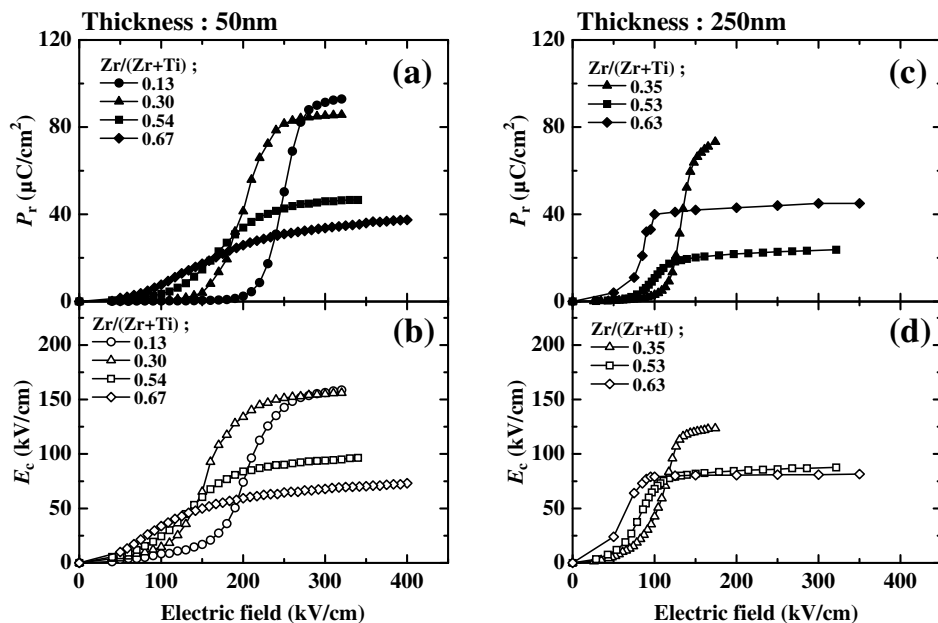 Thickness : 50nm
Thickness : 250nm
120
80
40
0
Pr (μC/cm2)
Zr/(Zr+Ti) ;
0.13
0.30
0.54
0.67
(a)
120
80
40
0
Pr (μC/cm2)
Zr/(Zr+Ti) ;
0.35
0.53
0.63
(c)
200
150
100
50
0
Ec (kV/cm)
Zr/(Zr+Ti) ;
0.13
0.30
0.54
0.67
(b)
0
100
200
300
400
Electric field (kV/cm)
200
150
100
50
0
Ec (kV/cm)
Zr/(Zr+tI) ;
0.35
0.53
0.63
(d)
0
100
200
300
400
Electric field (kV/cm)